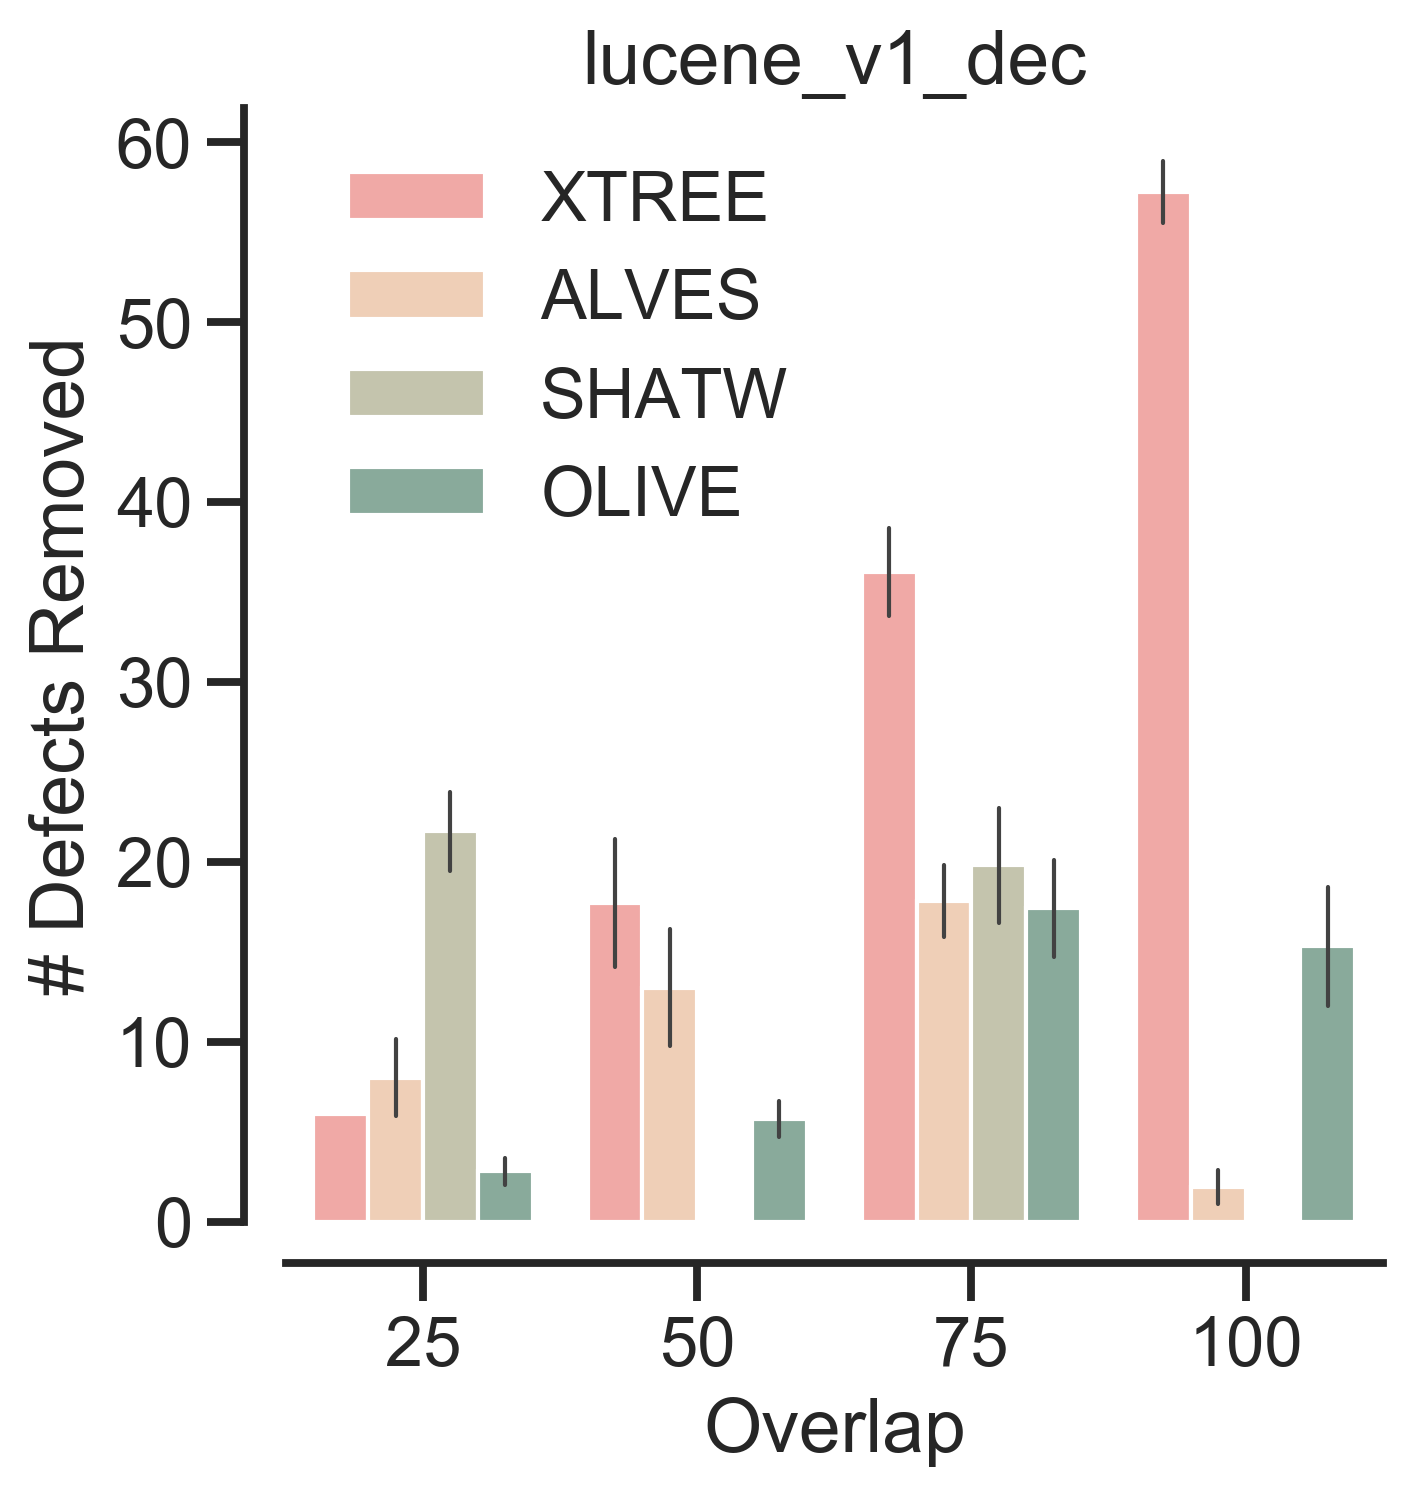 lucene_v1_dec
60
50
40
30
20
10
0
# Defects Removed
XTREE
ALVES
SHATW
OLIVE
25 50 75 100
Overlap